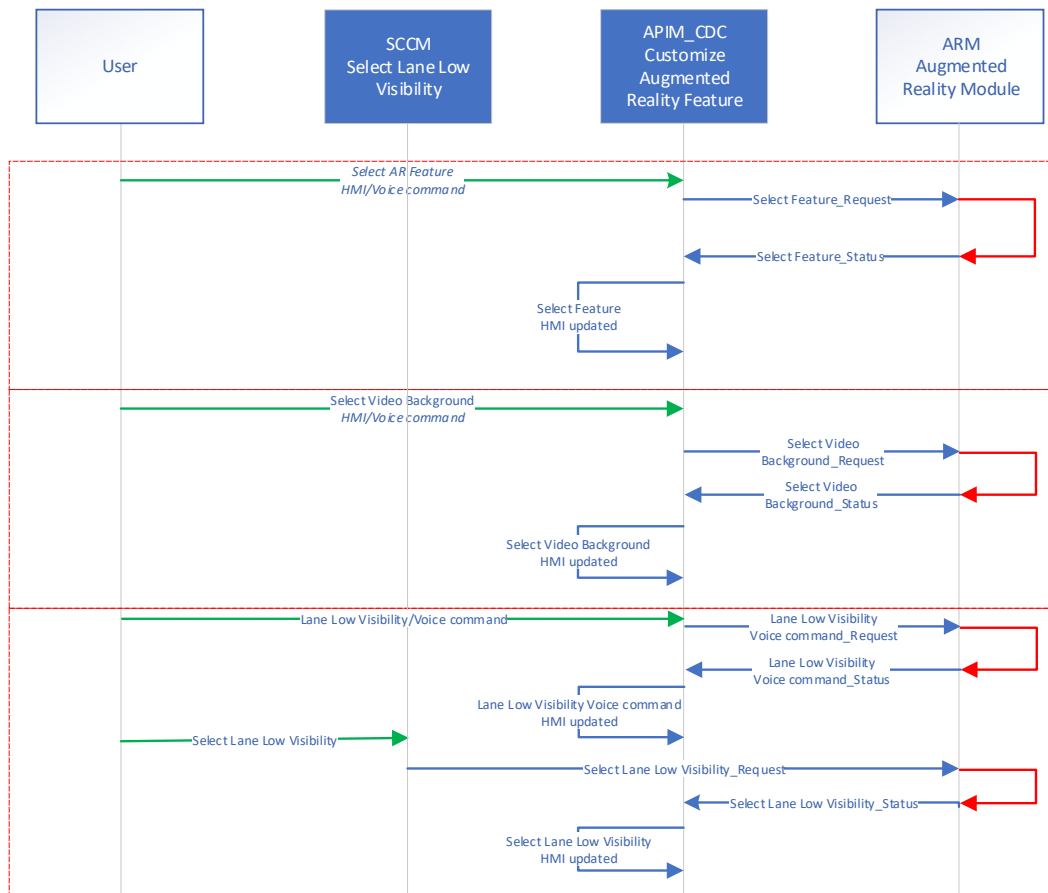 User
SCCM
Select Lane Low
Visibility
APIM_CDC
Customize
Augmented
Reality Feature
ARM
Augmented
Reality Module
Select AR Feature
HMI/Voice command
Select Feature_Request
Select Feature_Status
Select Feature
HMI updated
Select Video Background
HMI/Voice command
Select Video
Background_Request
Select Video
Background_Status
Select Video Background
HMI updated
Lane Low Visibility/Voice command
Lane Low Visibility
Voice command_Request
Lane Low Visibility
Voice command_Status
Lane Low Visibility Voice command
HMI updated
Select Lane Low Visibility
Select Lane Low Visibility_Request
Select Lane Low Visibility_Status
Select Lane Low Visibility
HMI updated